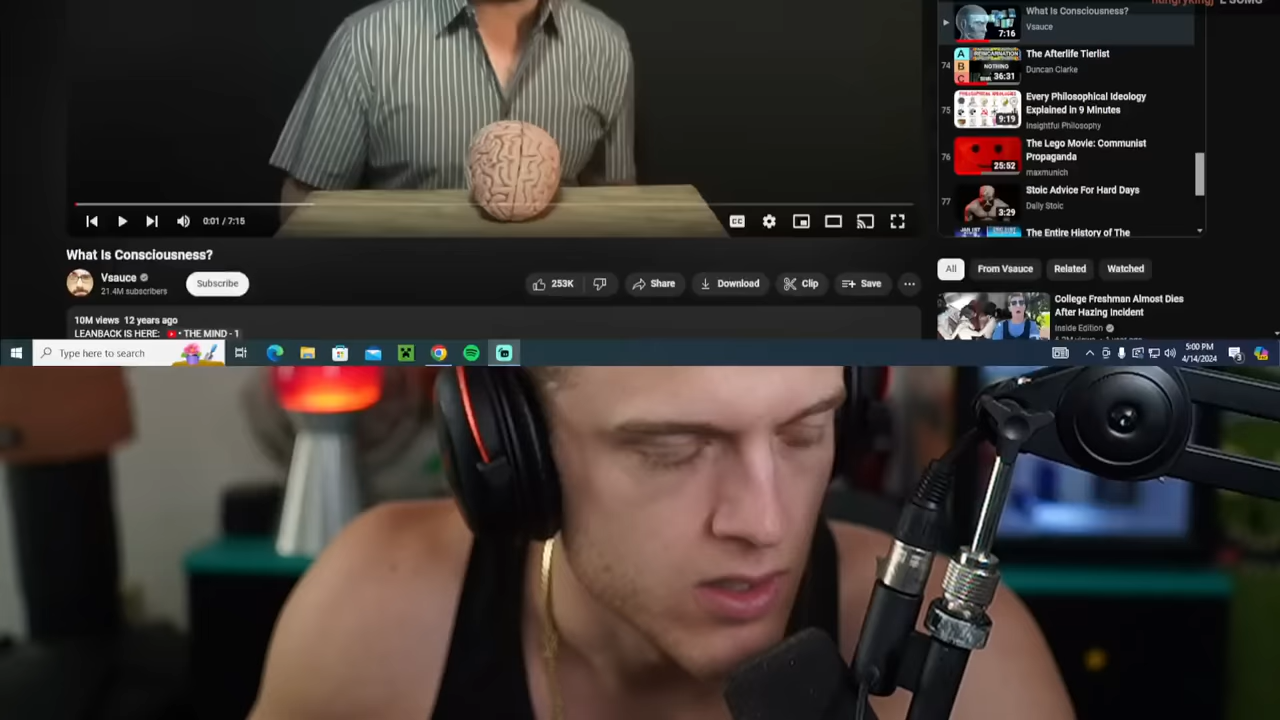 What Is Consciousness?
Vsauce
7:16
74
A
B
C
REINCARNATION
NOTHING
36:31
The Afterlife Tierlist
Duncan Clarke
75
9:19
Every Philosophical Ideology
Explained in 9 Minutes
Insightful Philosophy
76
25:52
The Lego Movie: Communist
Propaganda
maxmunich
77
3:29
Stoic Advice For Hard Days
Daily Stoic
The Entire History of The
0:01 / 7:15
CC
What Is Consciousness?
Vsauce
21.4M subscribers
Subscribe
253K
Share
Download
Clip
Save
All
From Vsauce
Related
Watched
10M views 12 years ago
LEANBACK IS HERE: • THE MIND - 1
College Freshman Almost Dies
After Hazing Incident
Inside Edition
Type here to search
5:00 PM
4/14/2024
3